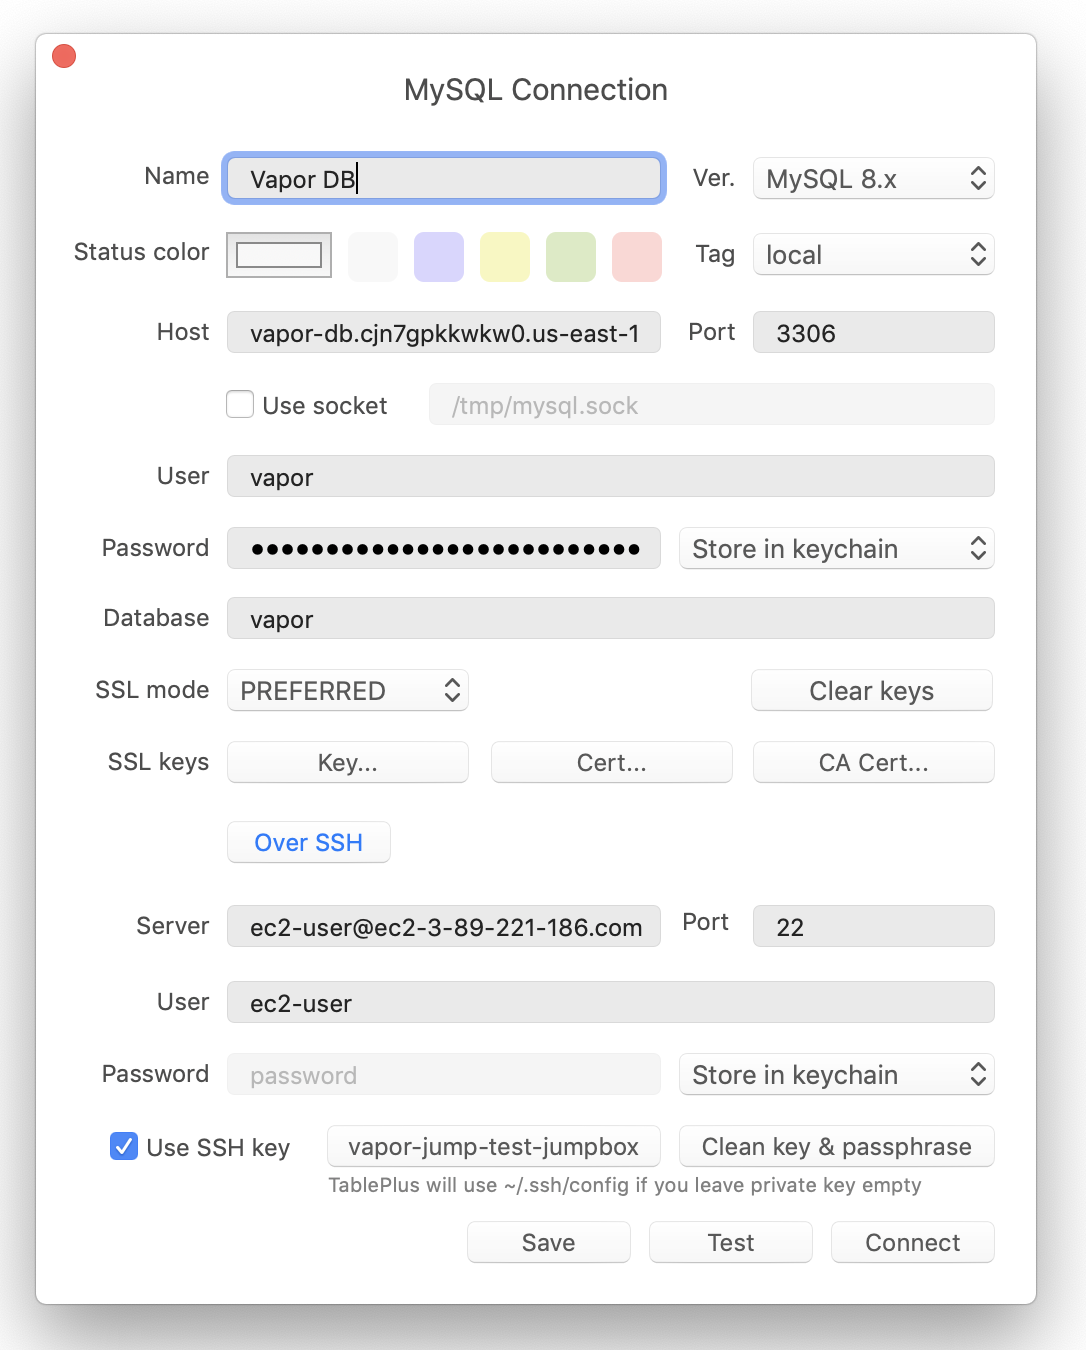 MySQL Connection
Name Vapor DB Ver. MySQL 8.x
Status color Tag local
Host vapor-db.cjn7gpkkwkw0.us-east-1 Port 3306
Use socket /tmp/mysql.sock
User vapor
Password ●●●●●●●●●●●●●●●●●●●●●●●●●● Store in keychain
Database vapor
SSL mode PREFERRED Clear keys
SSL keys Key... Cert... CA Cert...
Over SSH
Server ec2-user@ec2-3-89-221-186.com Port 22
User ec2-user
Password password Store in keychain
Use SSH key vapor-jump-test-jumpbox Clean key & passphrase
TablePlus will use ~/.ssh/config if you leave private key empty
Save Test Connect